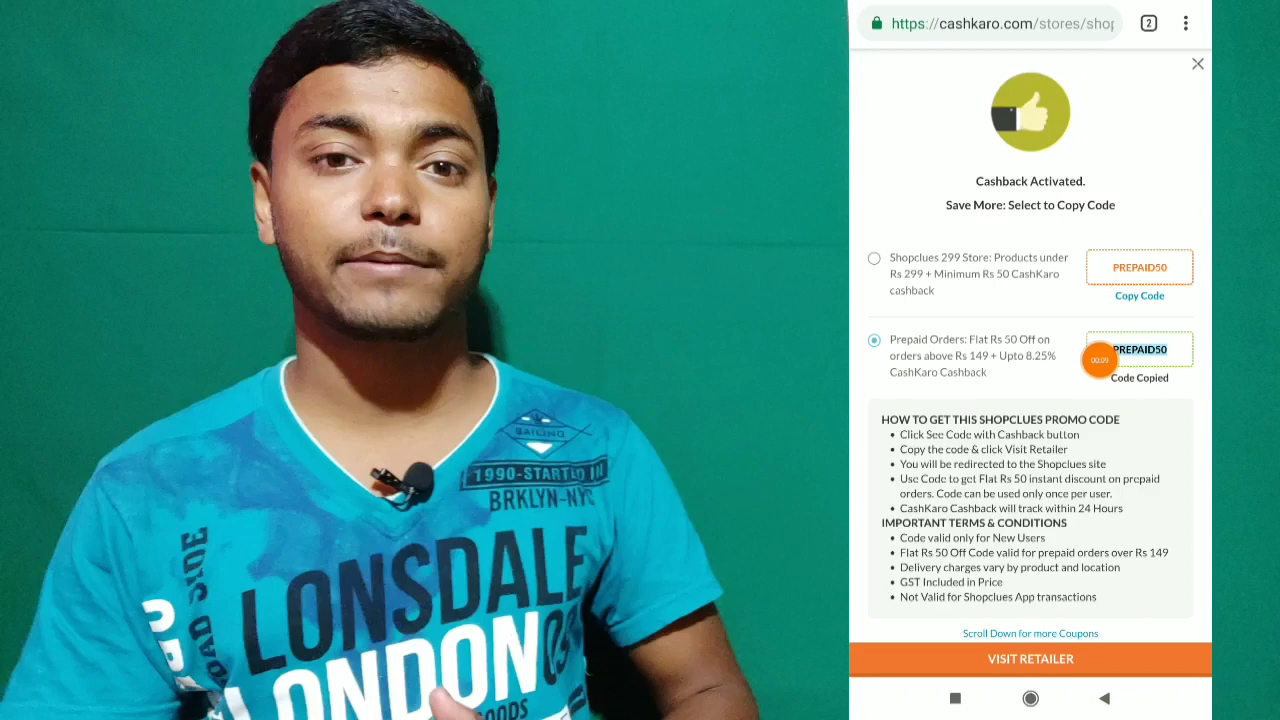 SAILING
1990-STARTED IN
BRKLYN-NYC
LONSDALE
LONDON
GOODS
https://cashkaro.com/stores/shop
2
Cashback Activated.
Save More: Select to Copy Code
Shopclues 299 Store: Products under
Rs 299 + Minimum Rs 50 CashKaro
cashback
PREPAID50
Copy Code
Prepaid Orders: Flat Rs 50 Off on
orders above Rs 149 + Upto 8.25%
CashKaro Cashback
PREPAID50
00:09
Code Copied
HOW TO GET THIS SHOPCLUES PROMO CODE
• Click See Code with Cashback button
• Copy the code & click Visit Retailer
• You will be redirected to the Shopclues site
• Use Code to get Flat Rs 50 instant discount on prepaid
orders. Code can be used only once per user.
• CashKaro Cashback will track within 24 Hours
IMPORTANT TERMS & CONDITIONS
• Code valid only for New Users
• Flat Rs 50 Off Code valid for prepaid orders over Rs 149
• Delivery charges vary by product and location
• GST Included in Price
• Not Valid for Shopclues App transactions
Scroll Down for more Coupons
VISIT RETAILER